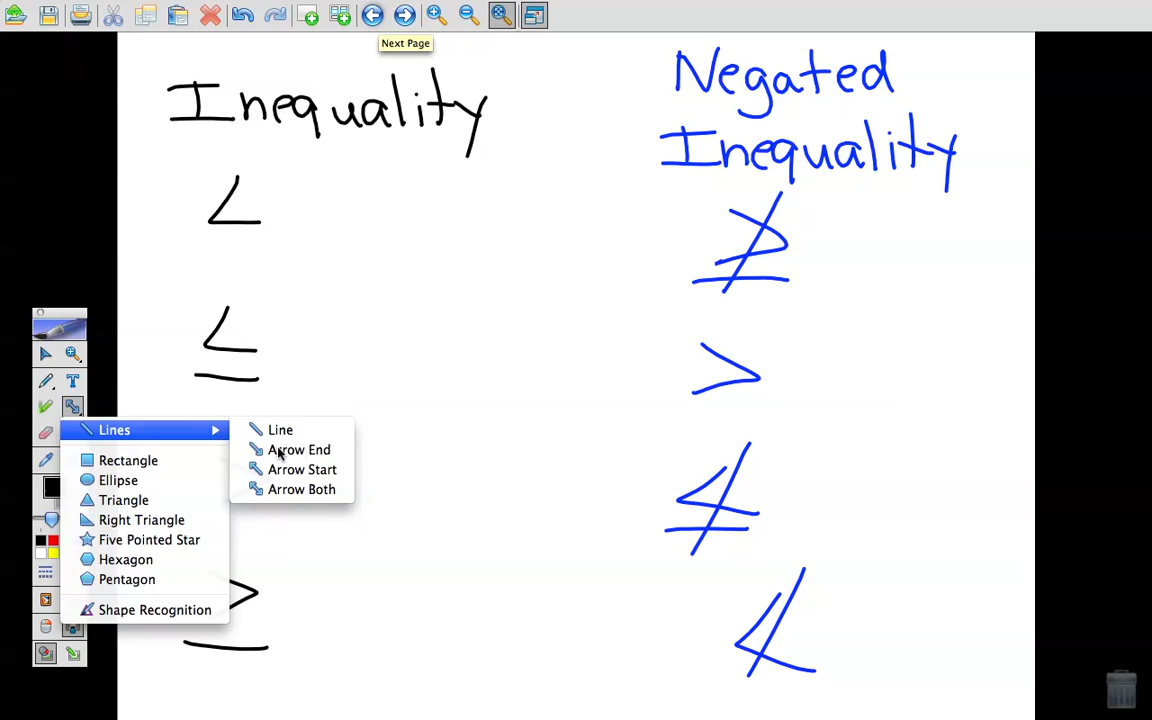 Next Page
Inequality
Negated
Inequality
<
≱
≤
>
≰
≥
≮
Lines
Rectangle
Ellipse
Triangle
Right Triangle
Five Pointed Star
Hexagon
Pentagon
Shape Recognition
Line
Arrow End
Arrow Start
Arrow Both